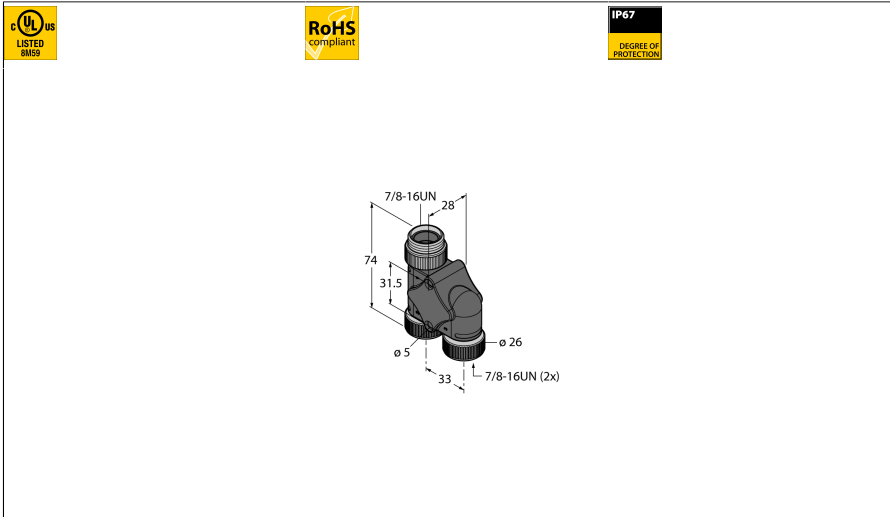 c UL US
LISTED
8M59
RoHS
compliant
IP67
DEGREE OF
PROTECTION
7/8-16UN
28
74
31.5
ø 5
ø 26
33
7/8-16UN (2x)